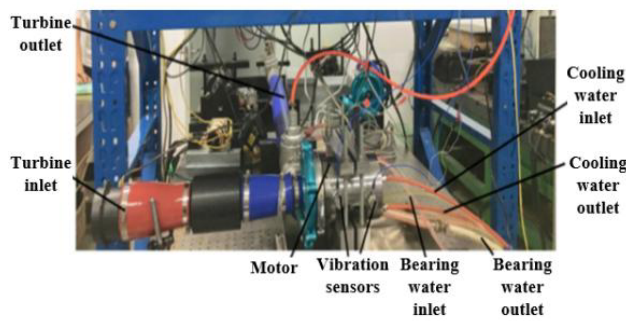 Turbine
outlet
Cooling
water
inlet
Turbine
inlet
Cooling
water
outlet
Motor
Vibration
sensors
Bearing
water
inlet
Bearing
water
outlet